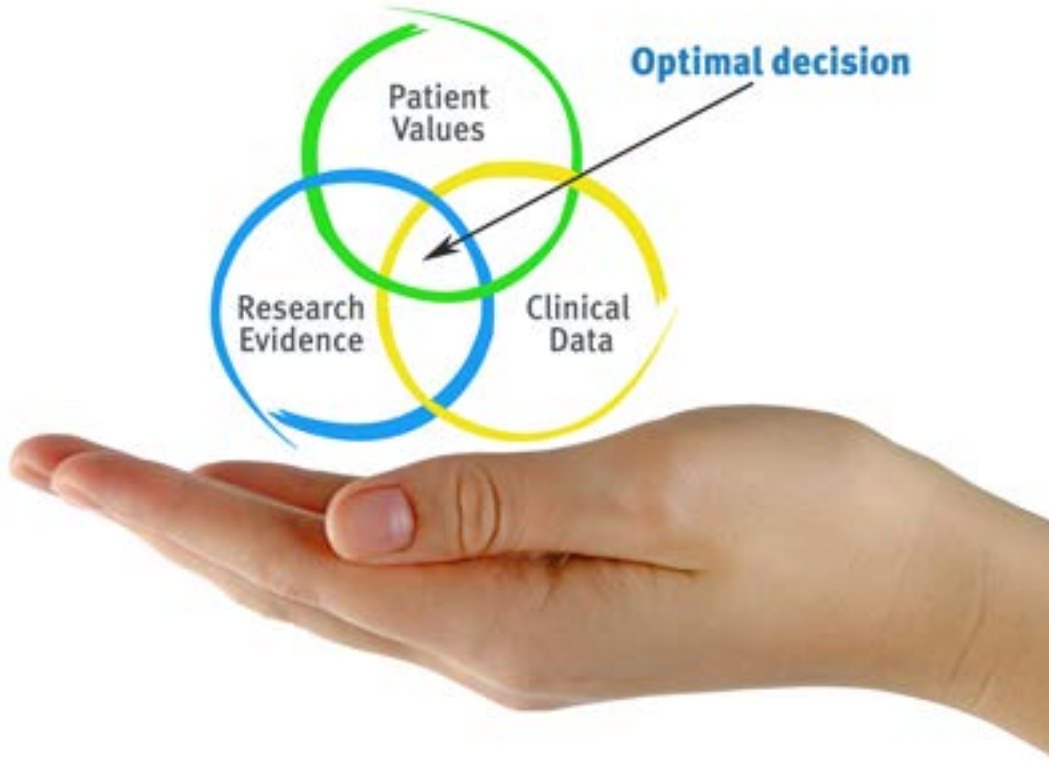 Optimal decision
Patient
Values
Research
Evidence
Clinical
Data